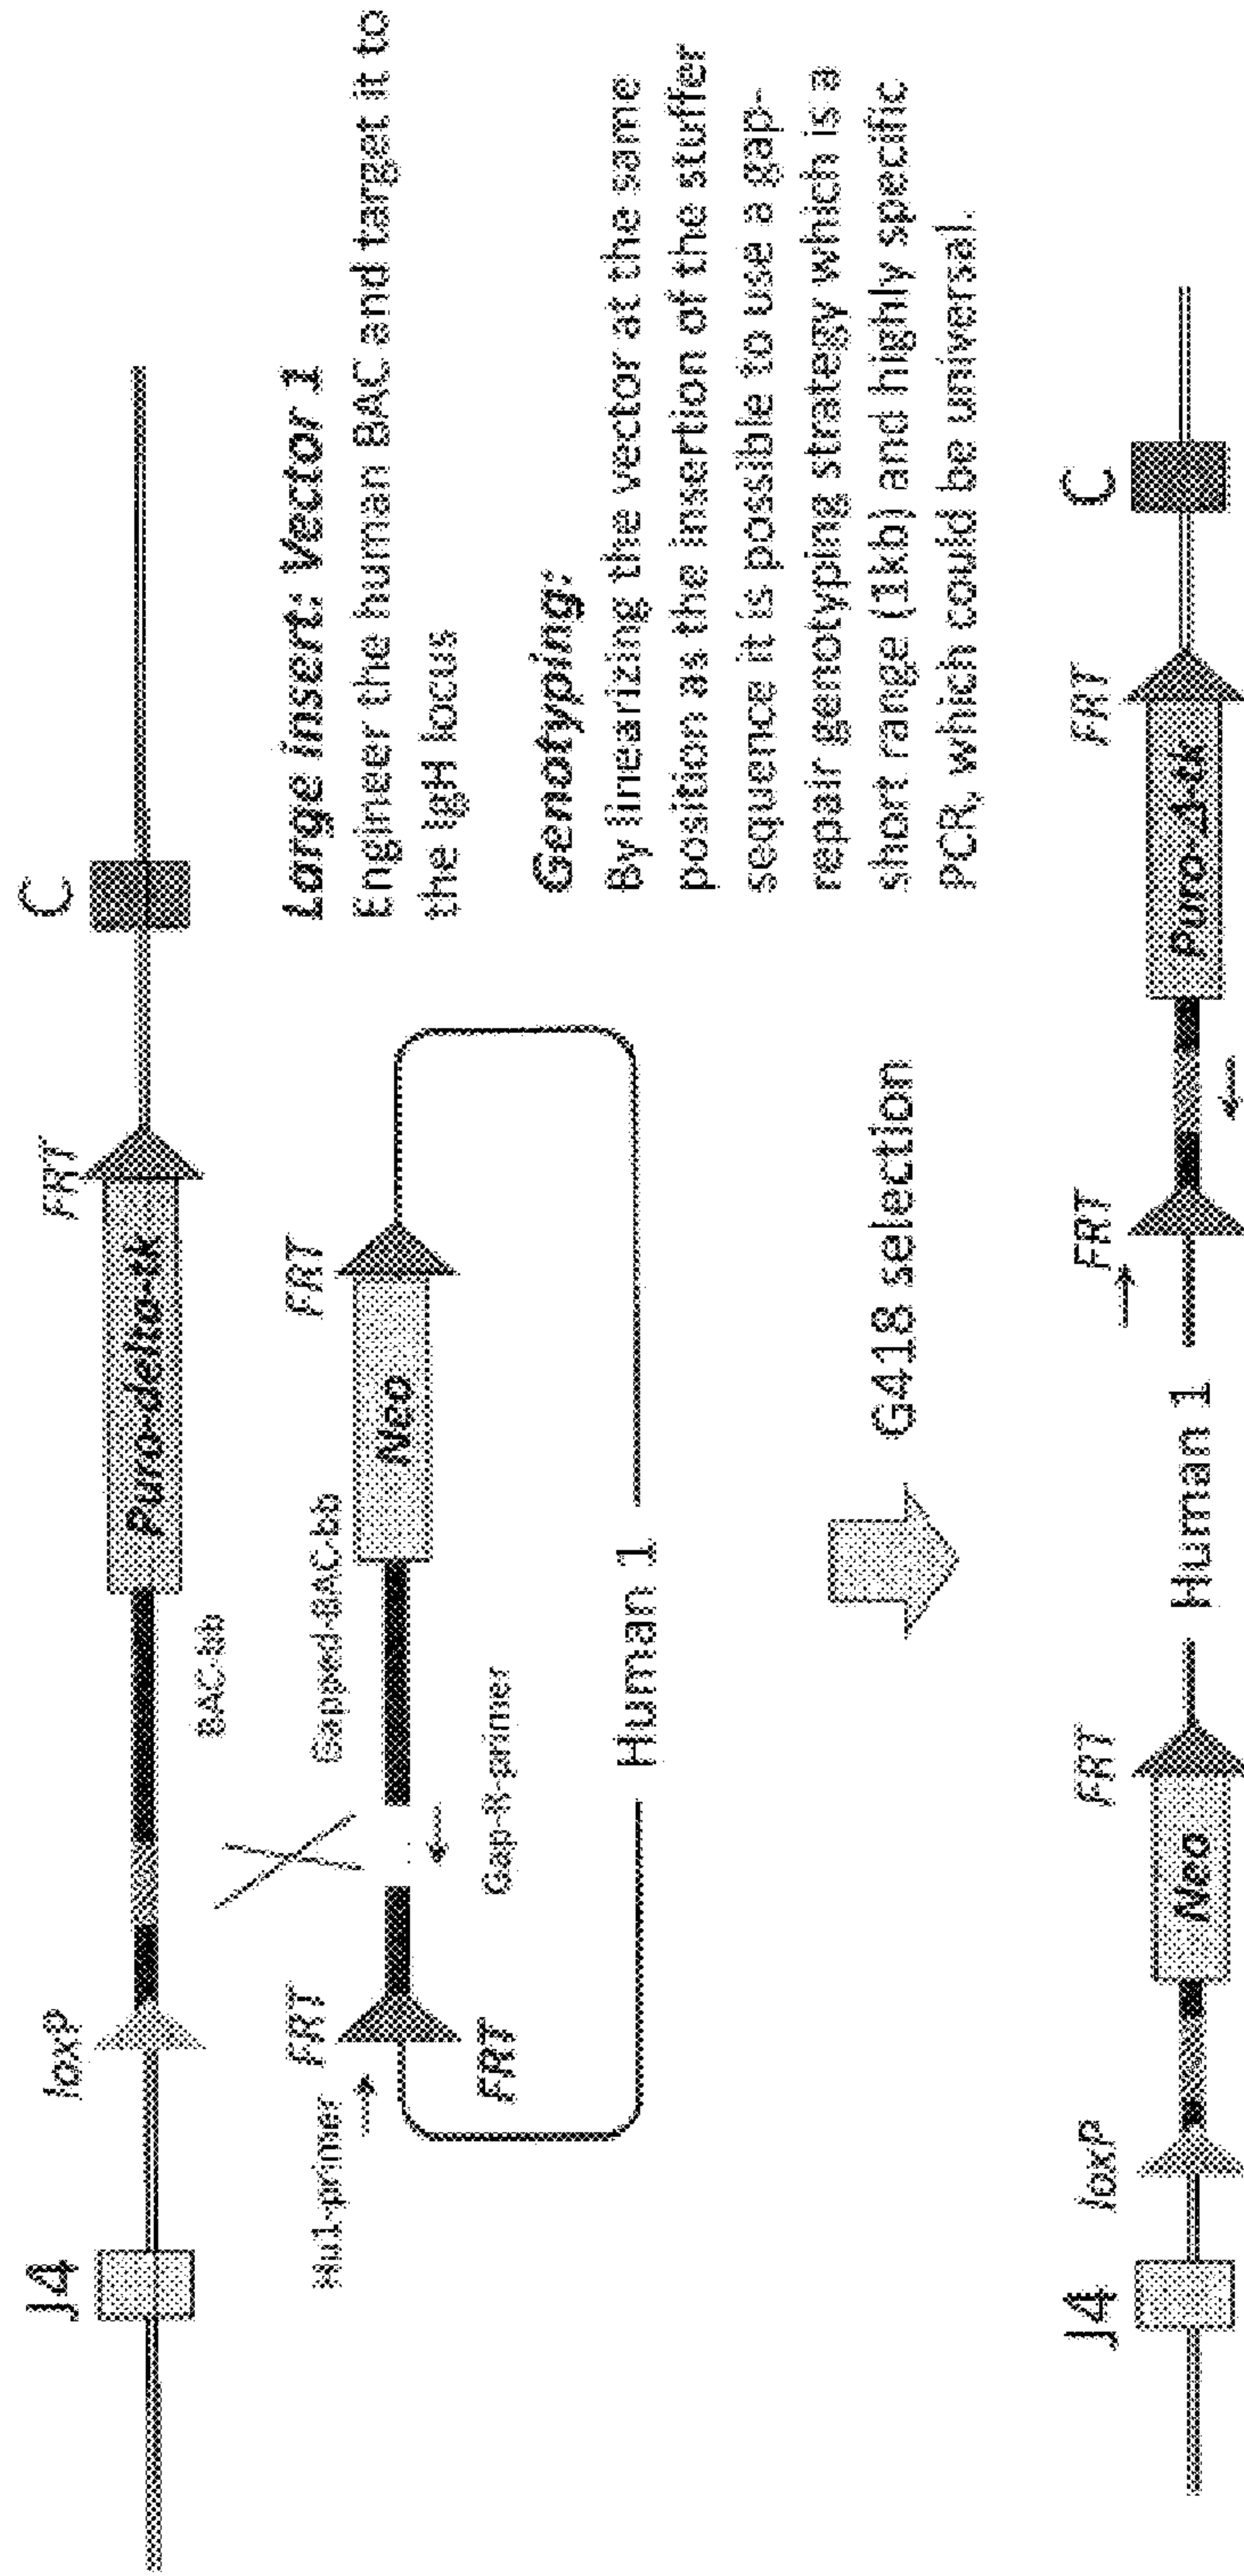 J4
loxP
FRT
C
Puro-delta-tk
BAC-bb
Hu1-primer
FRT
Gapped-BAC-bb
FRT
Neo
FRT
Gap-R-primer
Human 1
Large insert: Vector 1
Engineer the human BAC and target it to
the IgH locus
Genotyping:
By linearizing the vector at the same
position as the insertion of the stuffer
sequence it is possible to use a gap-
repair genotyping strategy which is a
short range (1kb) and highly specific
PCR, which could be universal.
G418 selection
J4
loxP
FRT
FRT
FRT
C
Neo
Human 1
Puro-Δ-tk